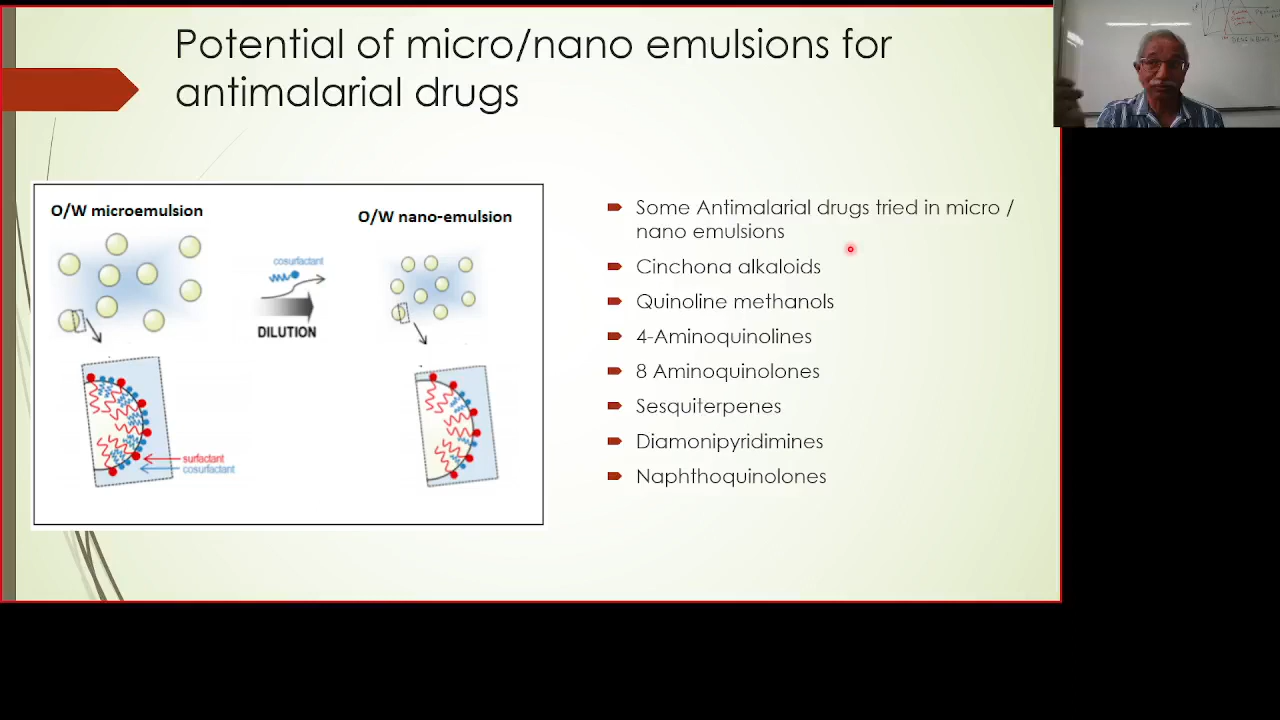 Potential of micro/nano emulsions for
antimalarial drugs
O/W microemulsion
O/W nano-emulsion
cosurfactant
DILUTION
surfactant
cosurfactant
Some Antimalarial drugs tried in micro /
nano emulsions
Cinchona alkaloids
Quinoline methanols
4-Aminoquinolines
8 Aminoquinolones
Sesquiterpenes
Diamonipyridimines
Naphthoquinolones